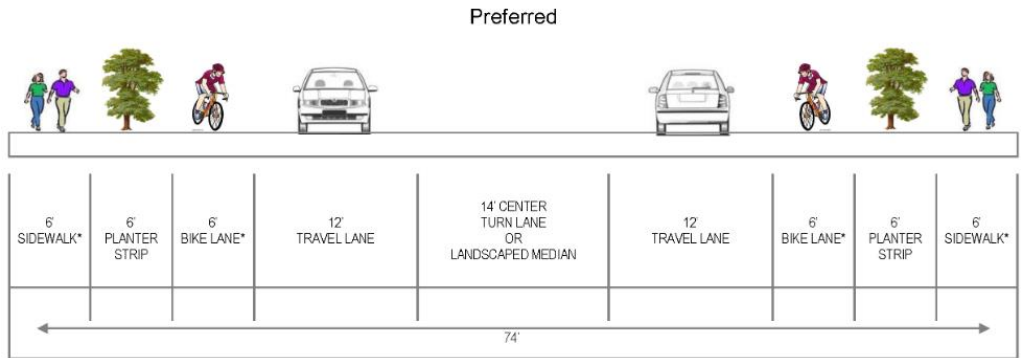 Preferred
6'
SIDEWALK*
6'
PLANTER
STRIP
6'
BIKE LANE*
12'
TRAVEL LANE
14' CENTER
TURN LANE
OR
LANDSCAPED MEDIAN
12'
TRAVEL LANE
6'
BIKE LANE*
6'
PLANTER
STRIP
6'
SIDEWALK*
74'